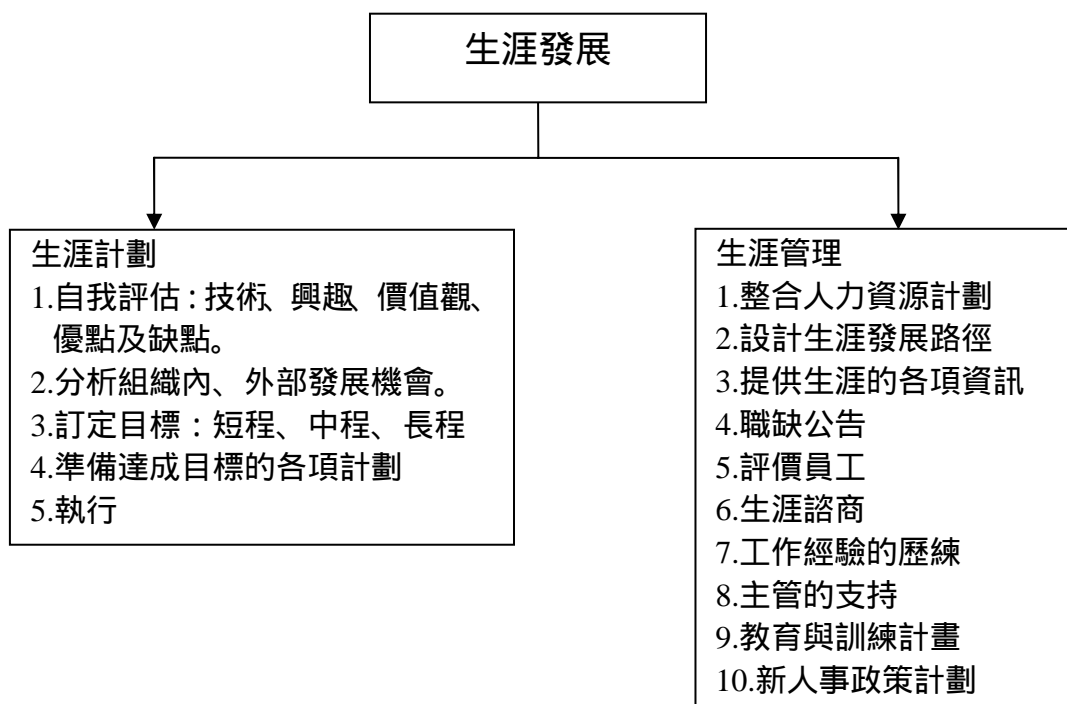 生涯發展
生涯計劃
1.自我評估：技術、興趣、價值觀、
優點及缺點。
2.分析組織內、外部發展機會。
3.訂定目標：短程、中程、長程
4.準備達成目標的各項計劃
5.執行
生涯管理
1.整合人力資源計劃
2.設計生涯發展路徑
3.提供生涯的各項資訊
4.職缺公告
5.評價員工
6.生涯諮商
7.工作經驗的歷練
8.主管的支持
9.教育與訓練計畫
10.新人事政策計劃